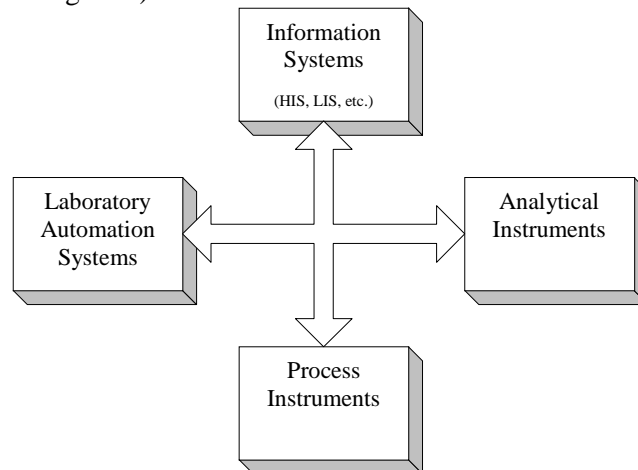 Information
Systems
(HIS, LIS, etc.)
Laboratory
Automation
Systems
Analytical
Instruments
Process
Instruments